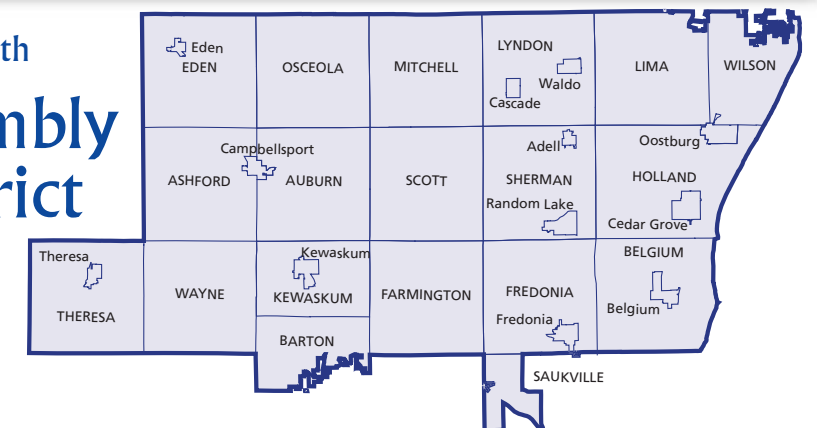 th
mbly
rict
Eden
EDEN
OSCEOLA
MITCHELL
LYNDON
Waldo
Cascade
LIMA
WILSON
Campbellsport
ASHFORD
AUBURN
SCOTT
Adell
SHERMAN
Random Lake
Oostburg
HOLLAND
Cedar Grove
Theresa
THERESA
WAYNE
Kewaskum
KEWASKUM
BARTON
FARMINGTON
FREDONIA
Fredonia
BELGIUM
Belgium
SAUKVILLE